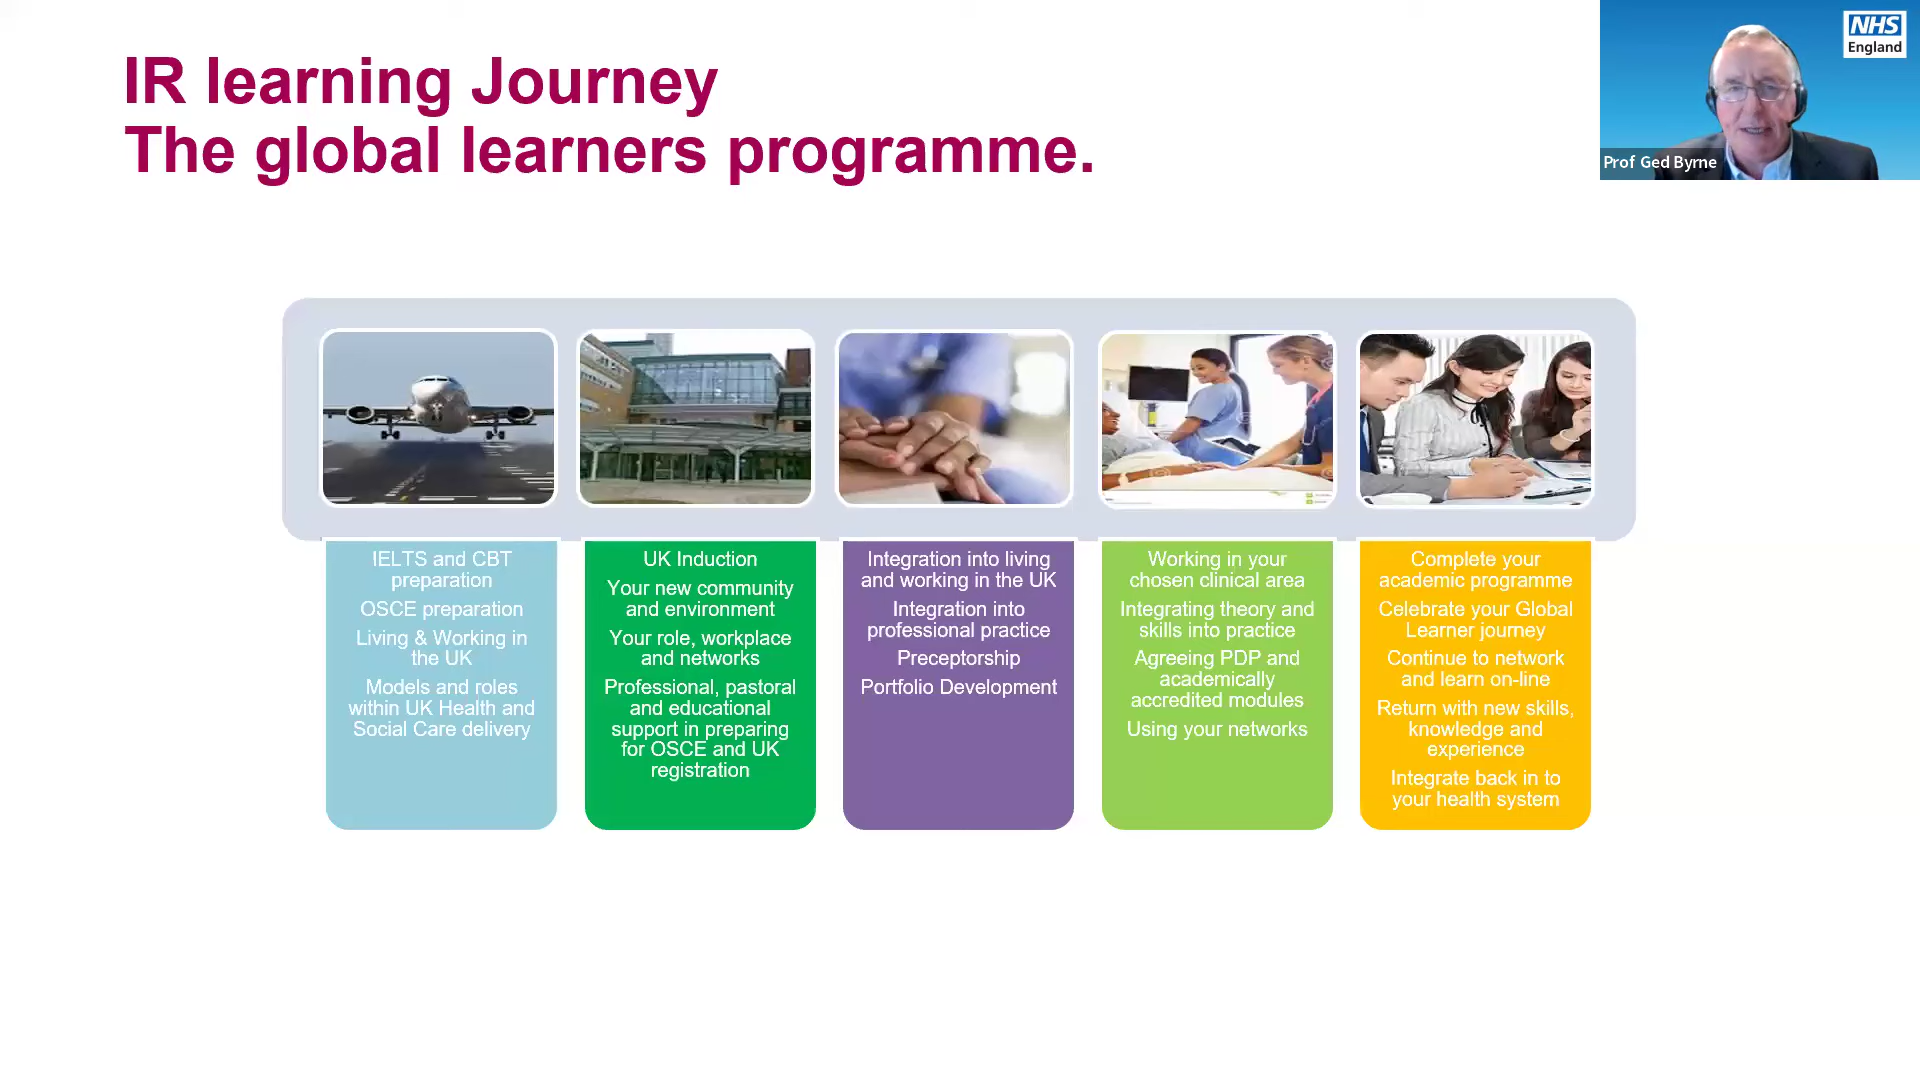 IR learning Journey
The global learners programme.
NHS
England
Prof Ged Byrne
IELTS and CBT
preparation
OSCE preparation
Living & Working in
the UK
Models and roles
within UK Health and
Social Care delivery
UK Induction
Your new community
and environment
Your role, workplace
and networks
Professional, pastoral
and educational
support in preparing
for OSCE and UK
registration
Integration into living
and working in the UK
Integration into
professional practice
Preceptorship
Portfolio Development
Working in your
chosen clinical area
Integrating theory and
skills into practice
Agreeing PDP and
academically
accredited modules
Using your networks
Complete your
academic programme
Celebrate your Global
Learner journey
Continue to network
and learn on-line
Return with new skills,
knowledge and
experience
Integrate back in to
your health system